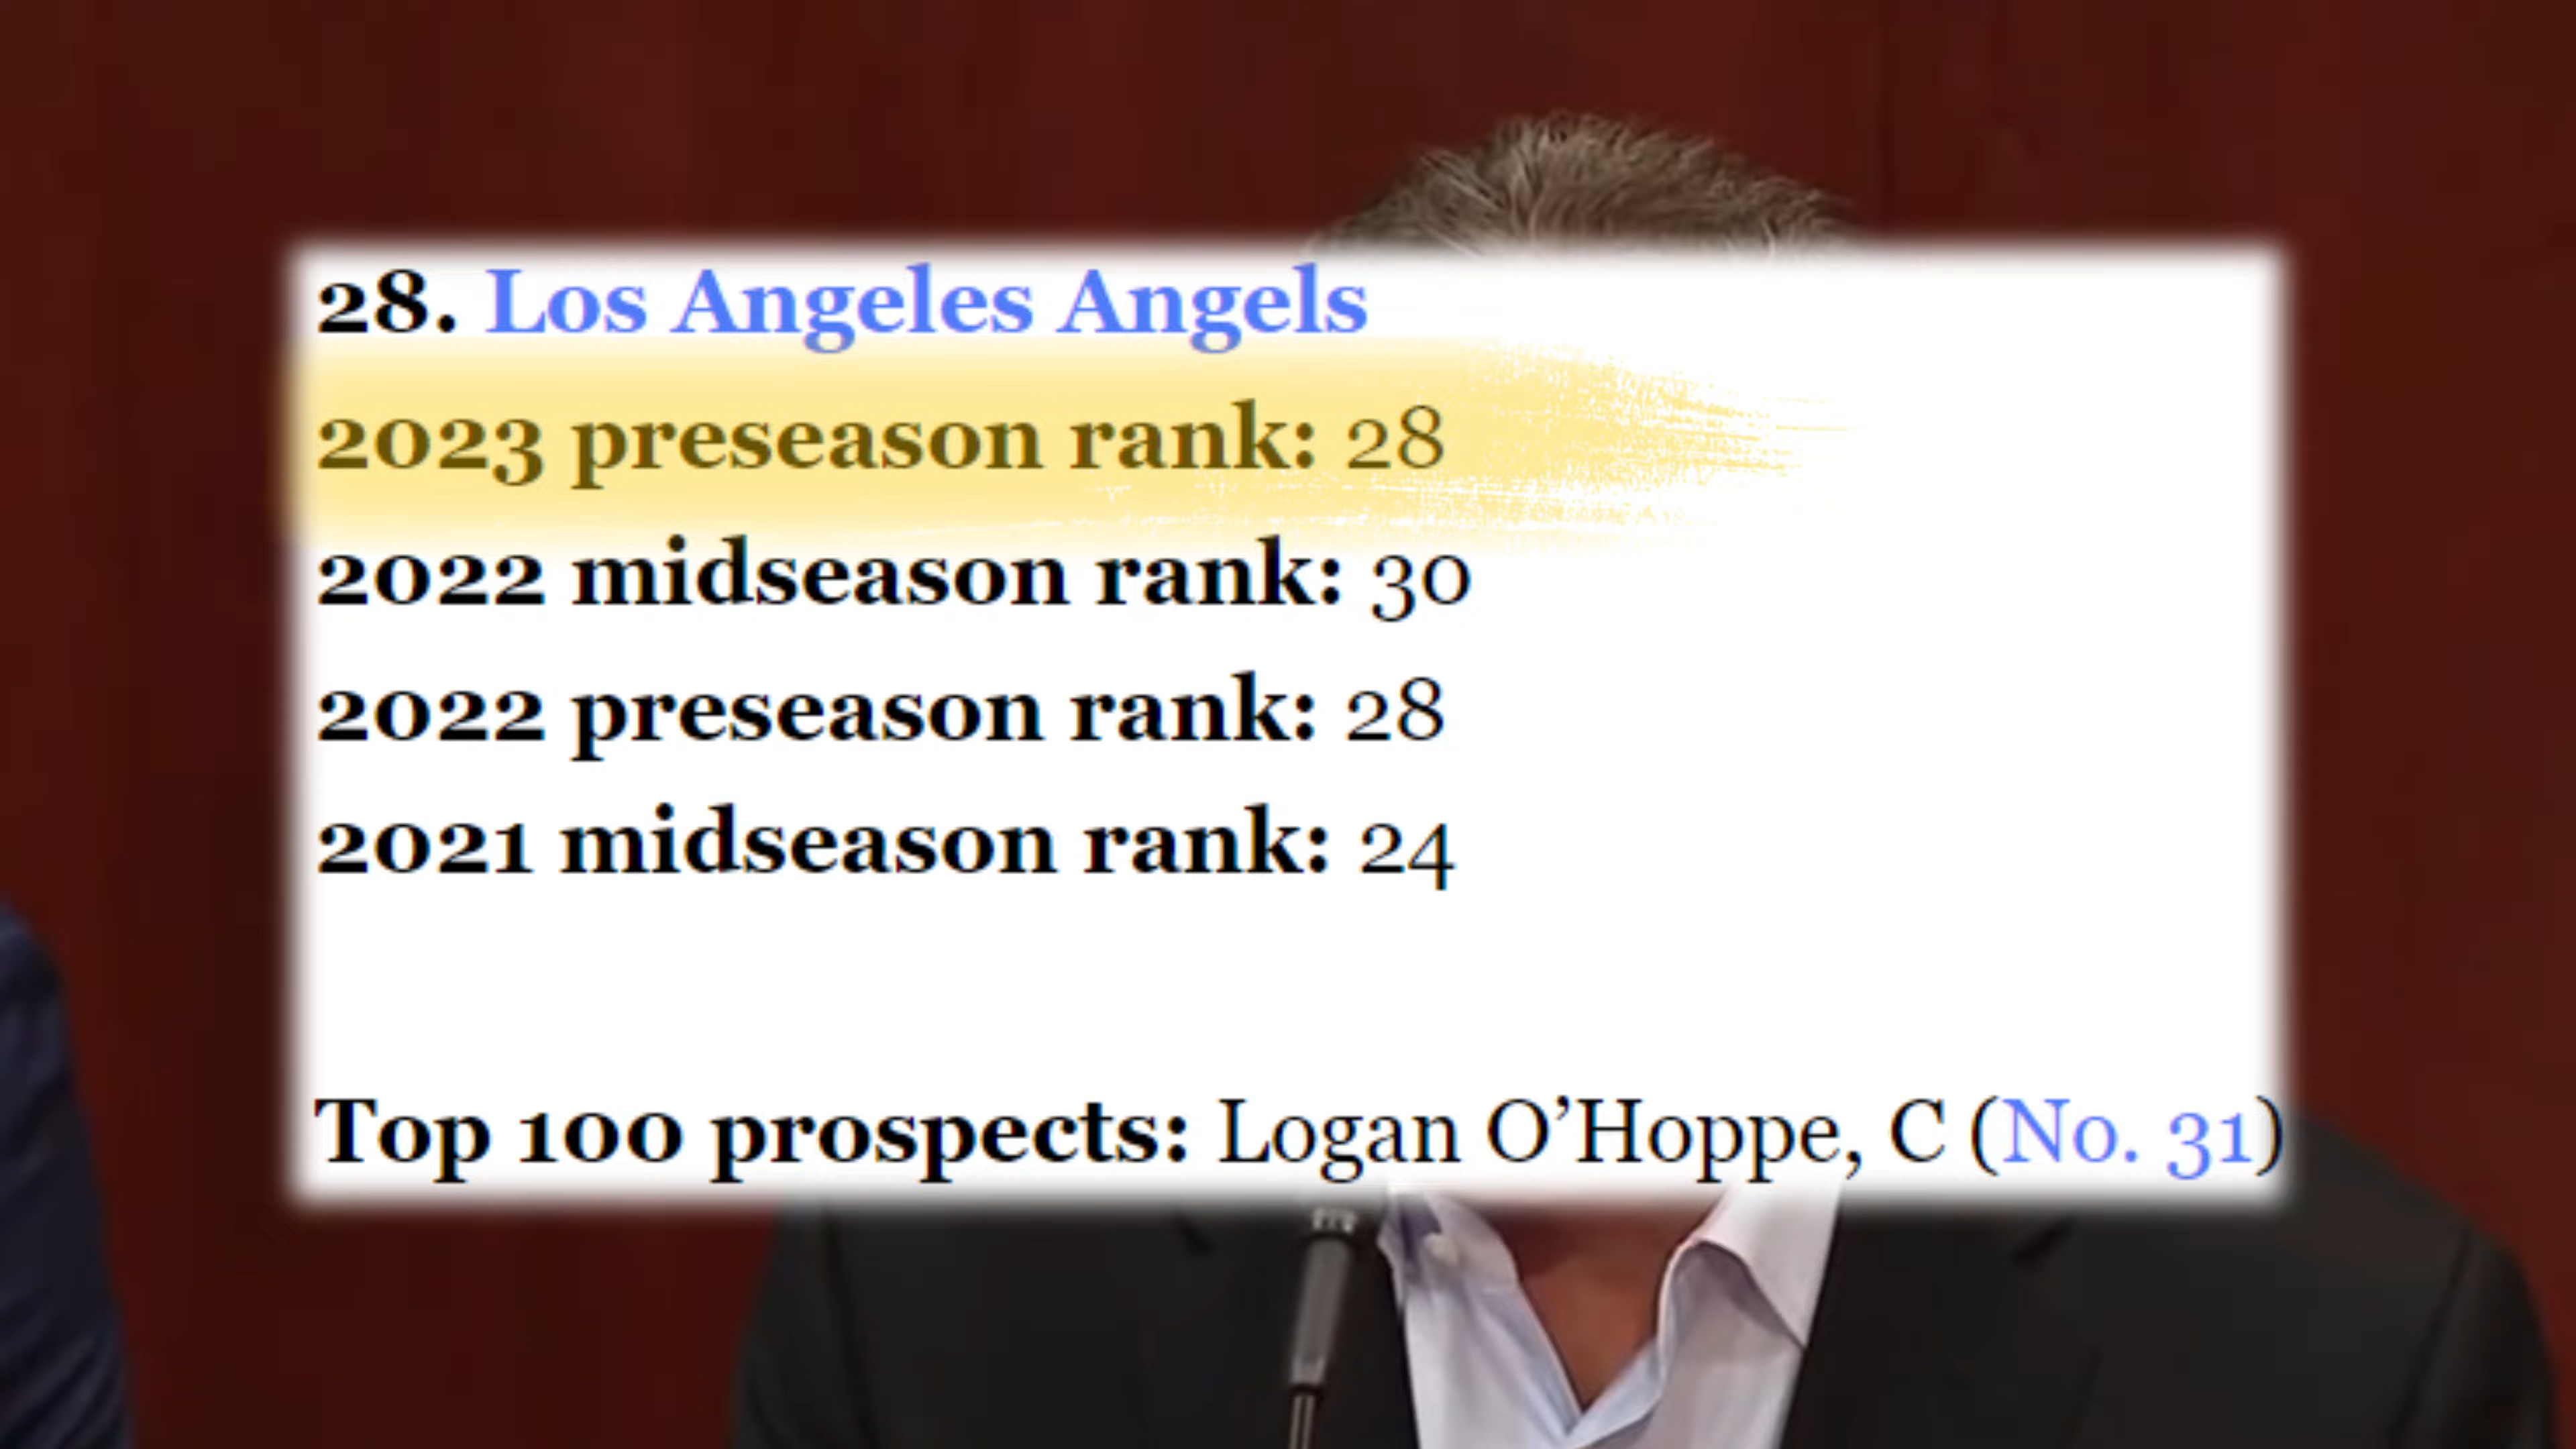 28. Los Angeles Angels
2023 preseason rank: 28
2022 midseason rank: 30
2022 preseason rank: 28
2021 midseason rank: 24
Top 100 prospects: Logan O’Hoppe, C (No. 31)